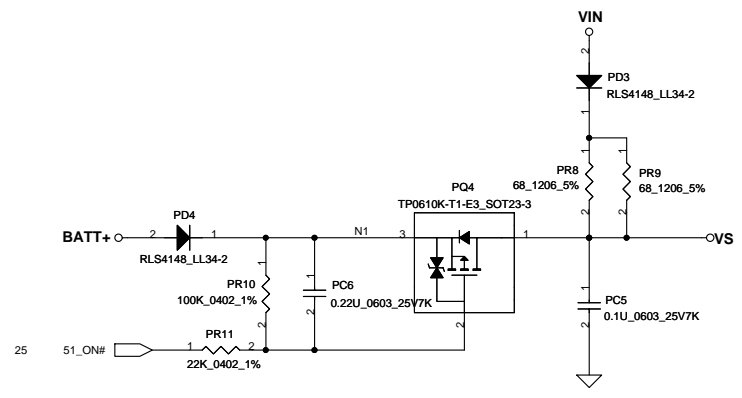 VIN
2
PD3
RLS4148_LL34-2
1
1
1
PR8
68_1206_5%
PR9
68_1206_5%
2
2
PQ4
TP0610K-T1-E3_SOT23-3
PD4
BATT+
2
1
N1
3
1
VS
RLS4148_LL34-2
1
PR10
100K_0402_1%
2
1
PC6
0.22U_0603_25V7K
2
2
1
PC5
0.1U_0603_25V7K
2
PR11
25
51_ON#
1
2
22K_0402_1%